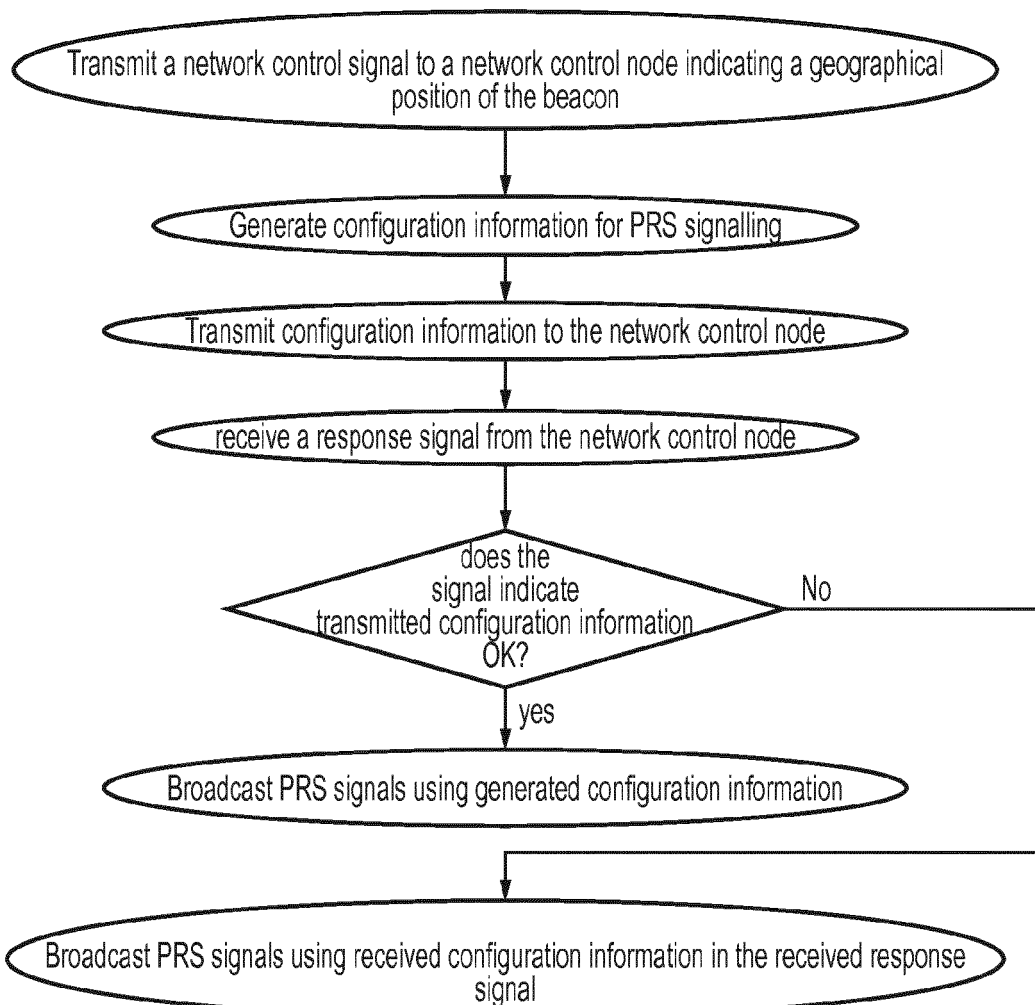 Transmit a network control signal to a network control node indicating a geographical
position of the beacon
Generate configuration information for PRS signalling
Transmit configuration information to the network control node
receive a response signal from the network control node
does the
signal indicate
transmitted configuration information
OK?
No
yes
Broadcast PRS signals using generated configuration information
Broadcast PRS signals using received configuration information in the received response
signal